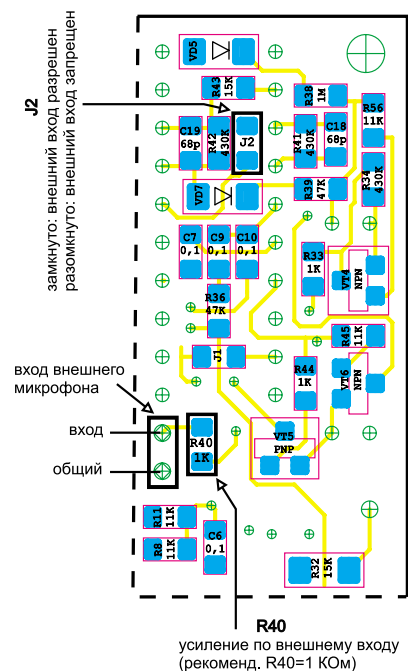 J2
замкнуто: внешний вход разрешен
разомкнуто: внешний вход запрещен
VD5
R43
15K
R38
1M
R56
11K
C19
68p
R42
430K
J2
R41
430K
C18
68p
R34
430K
VD7
R39
47K
C7
0,1
C9
0,1
C10
0,1
R33
1K
VT4
NPN
R36
47K
R45
11K
J1
R44
1K
VT6
NPN
вход внешнего
микрофона
вход
общий
R40
1K
VT5
PNP
R11
11K
R8
11K
C6
0,1
R32
15K
R40
усиление по внешнему входу
(рекоменд. R40=1 КОм)